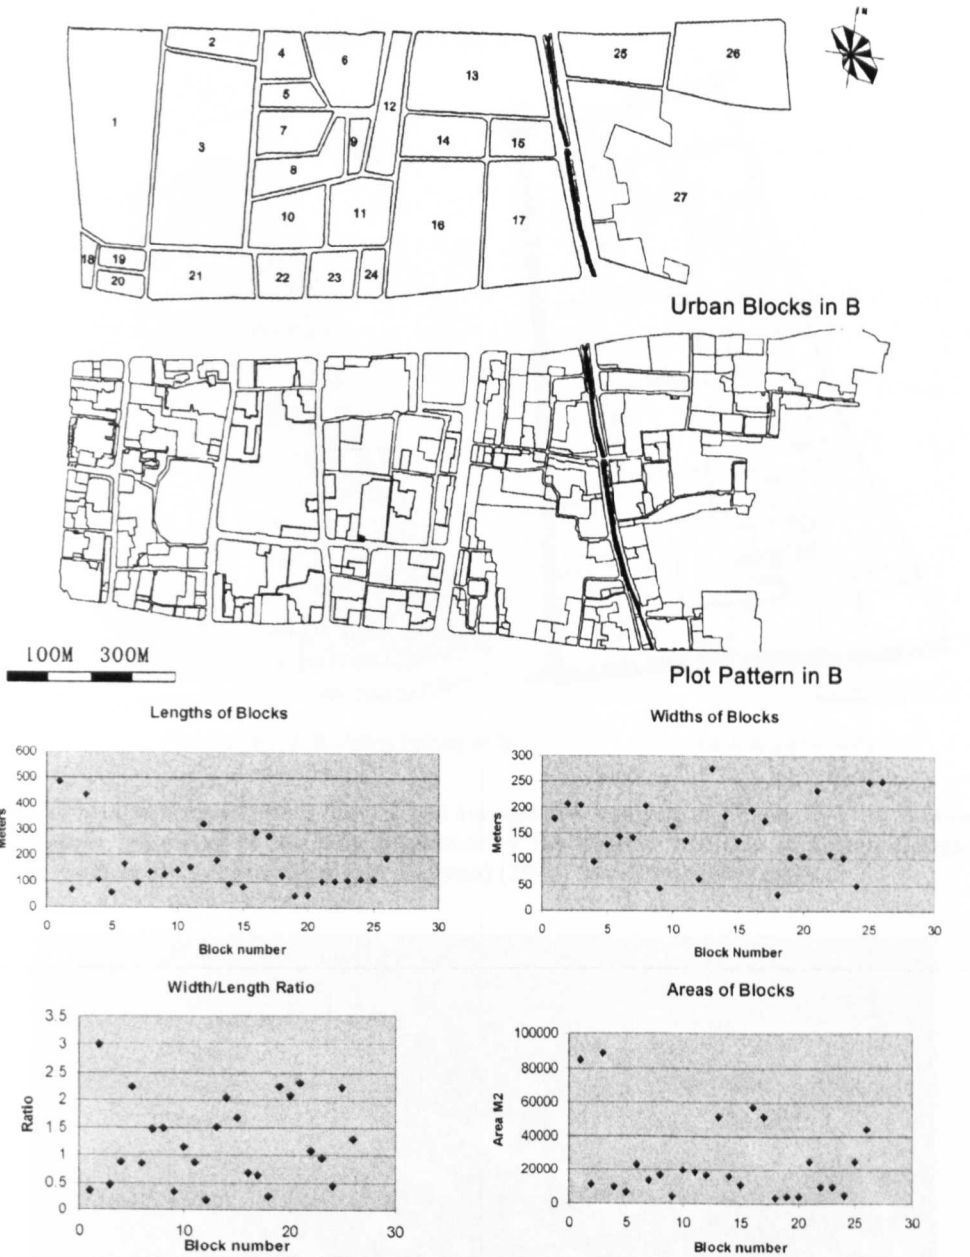 N
1
2
3
4
5
6
7
8
9
10
11
12
13
14
15
16
17
18
19
20
21
22
23
24
25
26
27
Urban Blocks in B
100M 300M
Plot Pattern in B
Lengths of Blocks
Meters
600
500
400
300
200
100
0
0 5 10 15 20 25 30
Block number
Widths of Blocks
Meters
300
250
200
150
100
50
0
0 5 10 15 20 25 30
Block Number
Width/Length Ratio
Ratio
3.5
3
2.5
2
1.5
1
0.5
0
0 10 20 30
Block number
Areas of Blocks
Area M2
100000
80000
60000
40000
20000
0
0 5 10 15 20 25 30
Block number